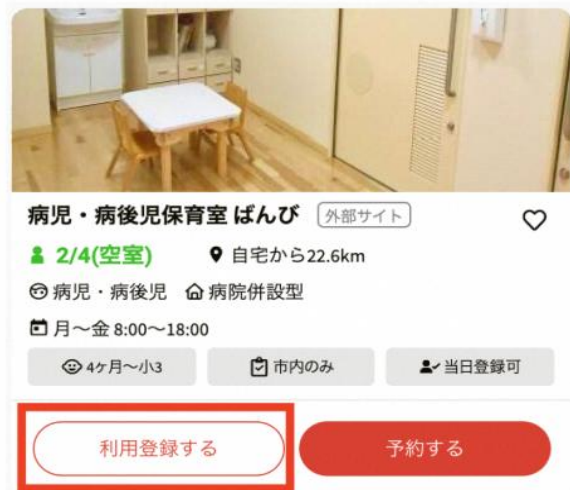 病児・病後児保育室 ばんび 外部サイト
2/4(空室) 自宅から22.6km
病児・病後児 病院併設型
月～金 8:00～18:00
4ケ月～小3 市内のみ 当日登録可
利用登録する 予約する